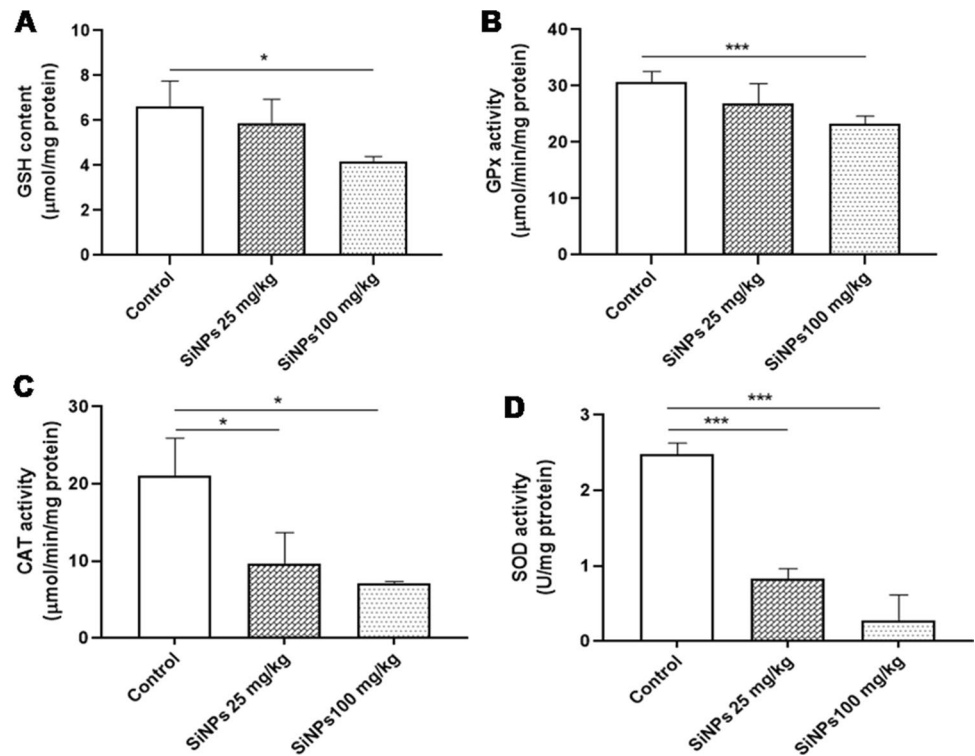 A
GSH content
(μmol/mg protein)
10
8
6
4
2
0
*
Control
SiNPs 25 mg/kg
SiNPs100 mg/kg
B
GPx activity
(μmol/min/mg protein)
40
30
20
10
0
***
Control
SiNPs 25 mg/kg
SiNPs100 mg/kg
C
CAT activity
(μmol/min/mg protein)
30
20
10
0
*
*
Control
SiNPs 25 mg/kg
SiNPs100 mg/kg
D
SOD activity
(U/mg ptrotein)
3
2
1
0
***
***
Control
SiNPs 25 mg/kg
SiNPs100 mg/kg